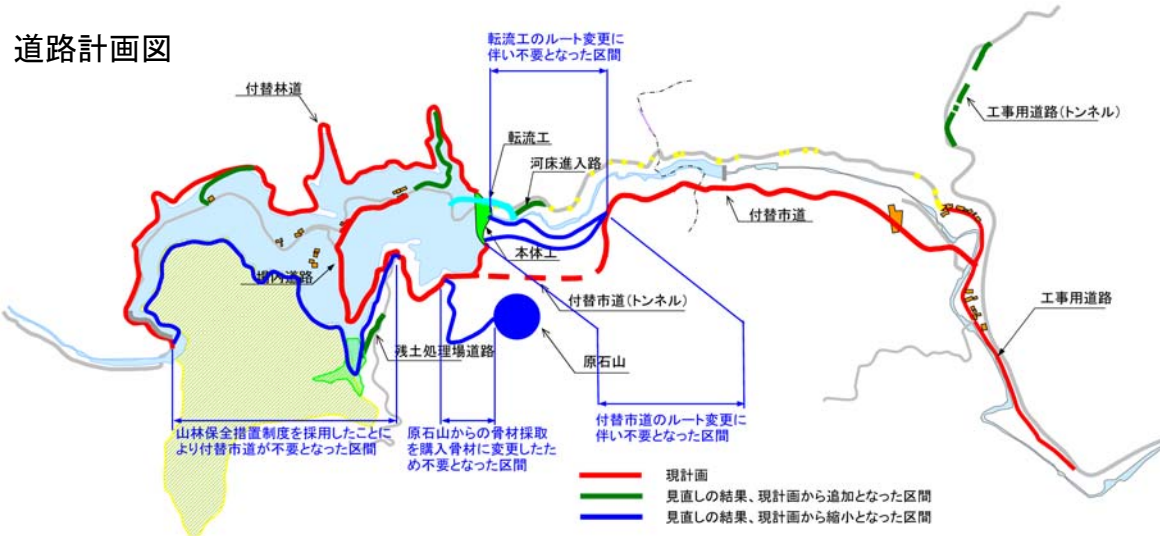 道路計画図
転流工のルート変更に
伴い不要となった区間
付替林道
工事用道路(トンネル)
転流工
河床進入路
付替市道
本体工
場内道路
付替市道(トンネル)
工事用道路
残土処理場道路
原石山
山林保全措置制度を採用したことに
より付替市道が不要となった区間
原石山からの骨材採取
を購入骨材に変更したた
め不要となった区間
付替市道のルート変更に
伴い不要となった区間
現計画
見直しの結果、現計画から追加となった区間
見直しの結果、現計画から縮小となった区間